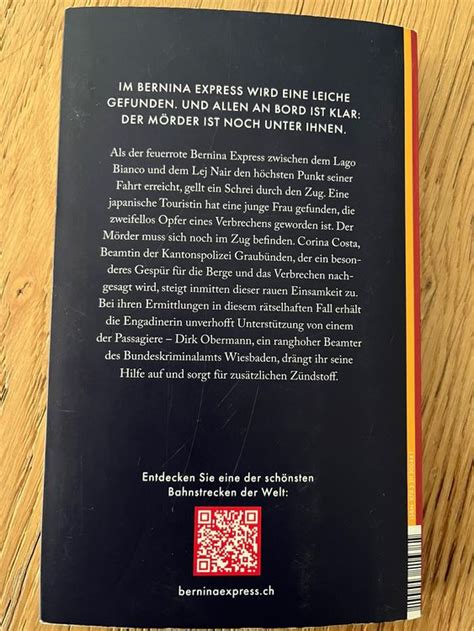 IM BERNINA EXPRESS WIRD EINE LEICHE
GEFUNDEN. UND ALLEN AN BORD IST KLAR:
DER MÖRDER IST NOCH UNTER IHNEN.
Als der feuerrote Bernina Express zwischen dem Lago
Bianco und dem Lej Nair den höchsten Punkt seiner
Fahrt erreicht, gellt ein Schrei durch den Zug. Eine
japanische Touristin hat eine junge Frau gefunden, die
zweifellos Opfer eines Verbrechens geworden ist. Der
Mörder muss sich noch im Zug befinden. Corina Costa,
Beamtin der Kantonspolizei Graubünden, der ein beson-
deres Gespür für die Berge und das Verbrechen nach-
gesagt wird, steigt inmitten dieser rauen Einsamkeit zu.
Bei ihren Ermittlungen in diesem rätselhaften Fall erhält
die Engadinerin unverhofft Unterstützung von einem
der Passagiere – Dirk Obermann, ein ranghoher Beamter
des Bundeskriminalamts Wiesbaden, drängt ihr seine
Hilfe auf und sorgt für zusätzlichen Zündstoff.
Entdecken Sie eine der schönsten
Bahnstrecken der Welt:
berninaexpress.ch